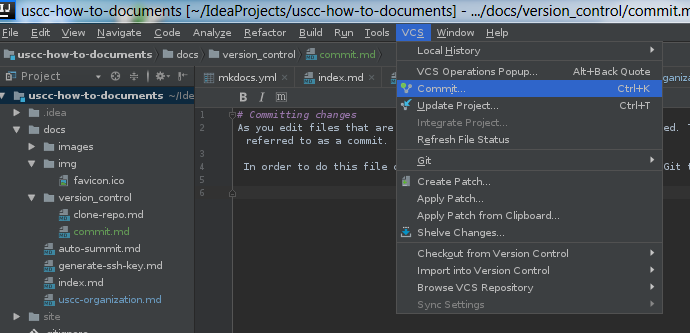 IJ uscc-how-to-documents [~/IdeaProjects/uscc-how-to-documents] - .../docs/version_control/commit.m
File Edit View Navigate Code Analyze Refactor Build Run Tools VCS Window Help
uscc-how-to-documents docs version_control commit.md
Project
mkdocs.yml index.md
uscc-how-to-documents ~/Ide
.idea
docs
images
img
favicon.ico
version_control
clone-repo.md
commit.md
auto-summit.md
generate-ssh-key.md
index.md
uscc-organization.md
site
B I m
1 # Committing changes
2 As you edit files that are
referred to as a commit.
3
4 In order to do this file
5
6
Local History
VCS Operations Popup... Alt+Back Quote
Commit... Ctrl+K
Update Project... Ctrl+T
Integrate Project...
Refresh File Status
Git
Create Patch...
Apply Patch...
Apply Patch from Clipboard...
Shelve Changes...
Checkout from Version Control
Import into Version Control
Browse VCS Repository
Sync Settings
rganiza
ed. T
Git t